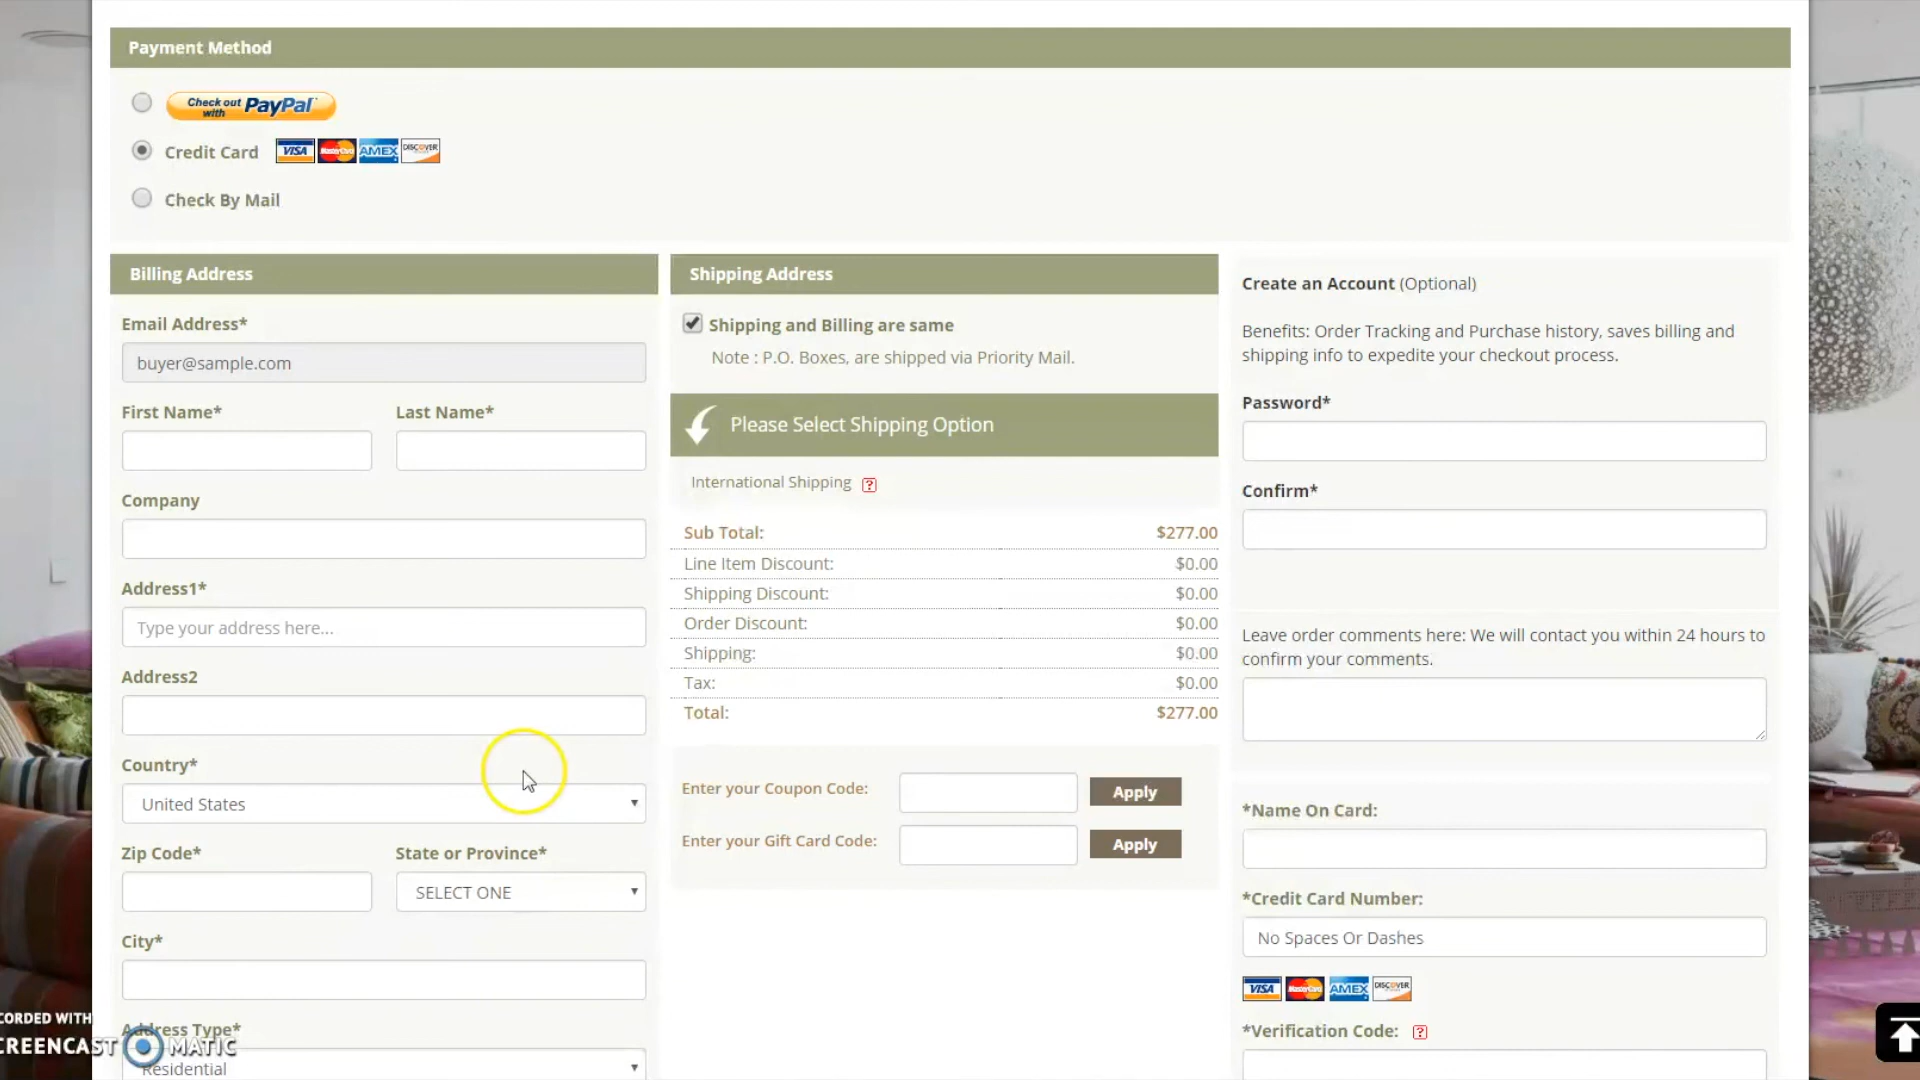 Payment Method
Check out with PayPal
Credit Card VISA MasterCard AMEX DISCOVER
Check By Mail
Billing Address
Email Address*
buyer@sample.com
First Name* Last Name*
Company
Address1*
Type your address here...
Address2
Country*
United States
Zip Code* State or Province*
SELECT ONE
City*
Address Type*
Residential
Shipping Address
Shipping and Billing are same
Note : P.O. Boxes, are shipped via Priority Mail.
Please Select Shipping Option
International Shipping ?
Sub Total: $277.00
Line Item Discount: $0.00
Shipping Discount: $0.00
Order Discount: $0.00
Shipping: $0.00
Tax: $0.00
Total: $277.00
Enter your Coupon Code: Apply
Enter your Gift Card Code: Apply
Create an Account (Optional)
Benefits: Order Tracking and Purchase history, saves billing and
shipping info to expedite your checkout process.
Password*
Confirm*
Leave order comments here: We will contact you within 24 hours to
confirm your comments.
*Name On Card:
*Credit Card Number:
No Spaces Or Dashes
VISA MasterCard AMEX DISCOVER
*Verification Code: ?
CORDED WITH
CREENCAST MATIC